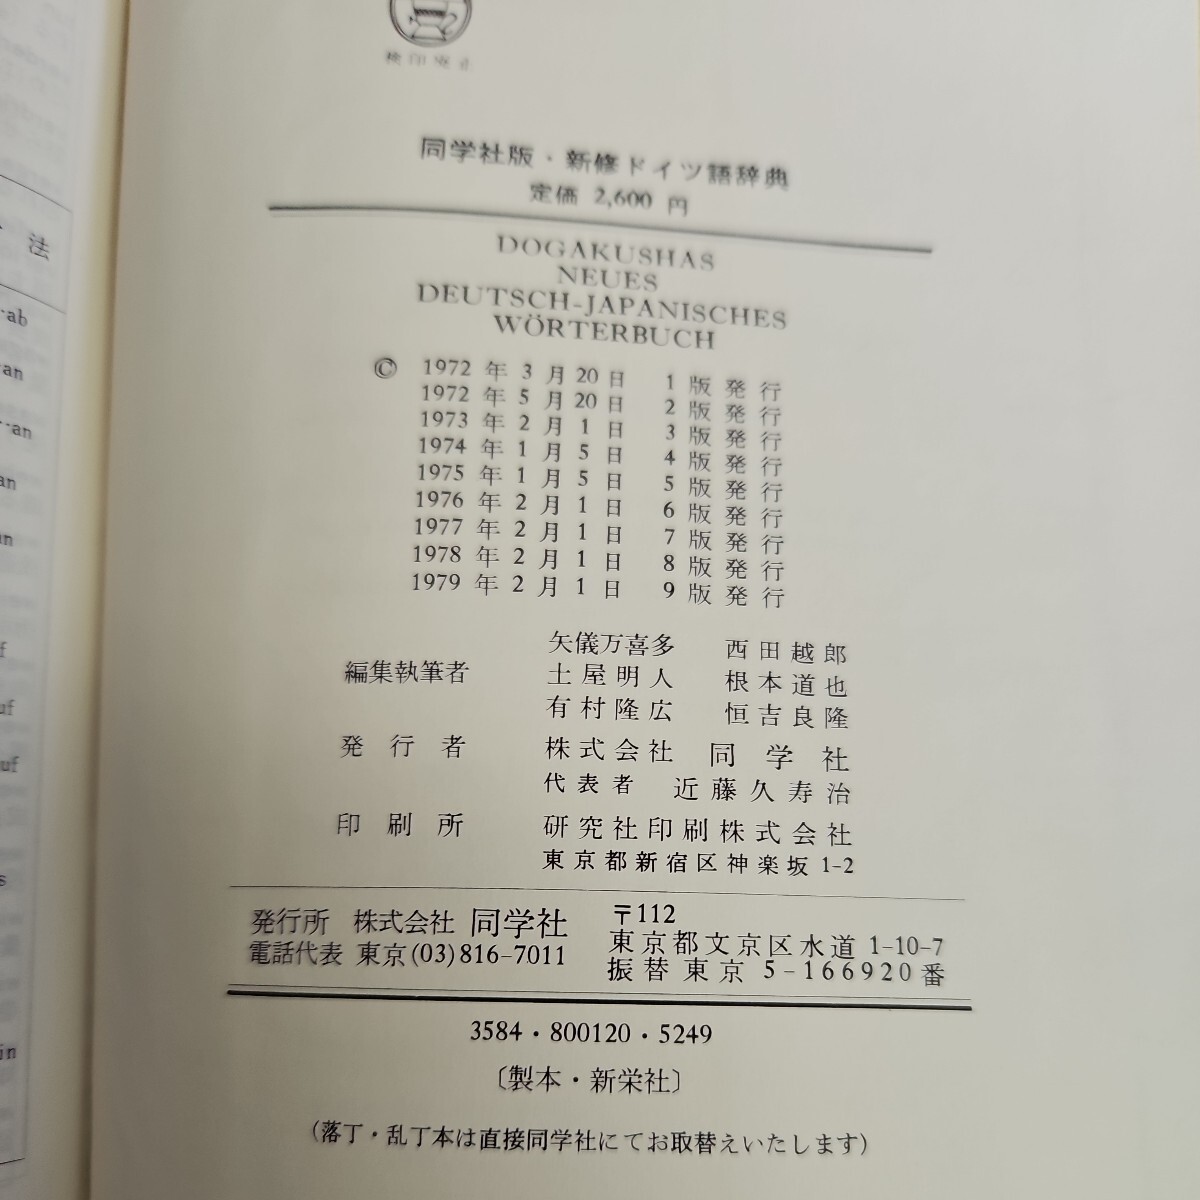 検印廃止
同学社版・新修ドイツ語辞典
定価 2,600 円
DOGAKUSHAS
NEUES
DEUTSCH-JAPANISCHES
WÖRTERBUCH
© 1972 年 3 月 20 日 1 版 発 行
1972 年 5 月 20 日 2 版 発 行
1973 年 2 月 1 日 3 版 発 行
1974 年 1 月 5 日 4 版 発 行
1975 年 1 月 5 日 5 版 発 行
1976 年 2 月 1 日 6 版 発 行
1977 年 2 月 1 日 7 版 発 行
1978 年 2 月 1 日 8 版 発 行
1979 年 2 月 1 日 9 版 発 行
編集執筆者
矢儀万喜多 西田越郎
土屋明人 根本道也
有村隆広 恒吉良隆
発行者 株式会社 同学社
代表者 近藤久寿治
印刷所 研究社印刷株式会社
東京都新宿区神楽坂 1-2
発行所 株式会社 同学社
電話代表 東京(03)816-7011
〒112
東京都文京区水道 1-10-7
振替 東京 5-166920番
3584・800120・5249
〔製本・新栄社〕
(落丁・乱丁本は直接同学社にてお取替えいたします)
法
ab
an
an
an
uf
uf
in